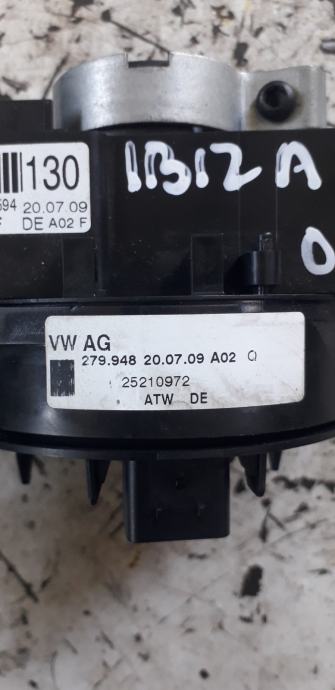 130
594 20.07.09
F DE A02 F
IBIZA
0
VW AG
279.948 20.07.09 A02 Q
25210972
ATW DE